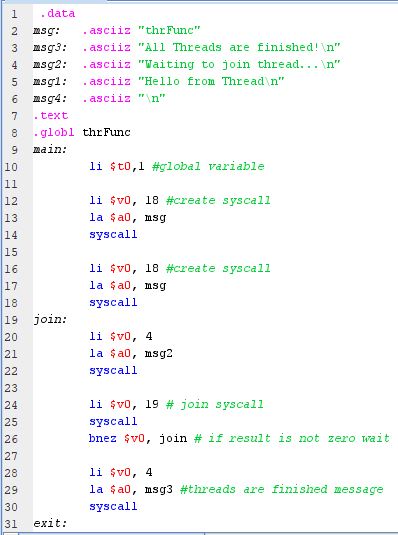 1 .data
2 msg: .asciiz "thrFunc"
3 msg3: .asciiz "All Threads are finished!\n"
4 msg2: .asciiz "Waiting to join thread...\n"
5 msg1: .asciiz "Hello from Thread\n"
6 msg4: .asciiz "\n"
7 .text
8 .globl thrFunc
9 main:
10 li $t0,1 #global variable
11
12 li $v0, 18 #create syscall
13 la $a0, msg
14 syscall
15
16 li $v0, 18 #create syscall
17 la $a0, msg
18 syscall
19 join:
20 li $v0, 4
21 la $a0, msg2
22 syscall
23
24 li $v0, 19 # join syscall
25 syscall
26 bnez $v0, join # if result is not zero wait
27
28 li $v0, 4
29 la $a0, msg3 #threads are finished message
30 syscall
31 exit: